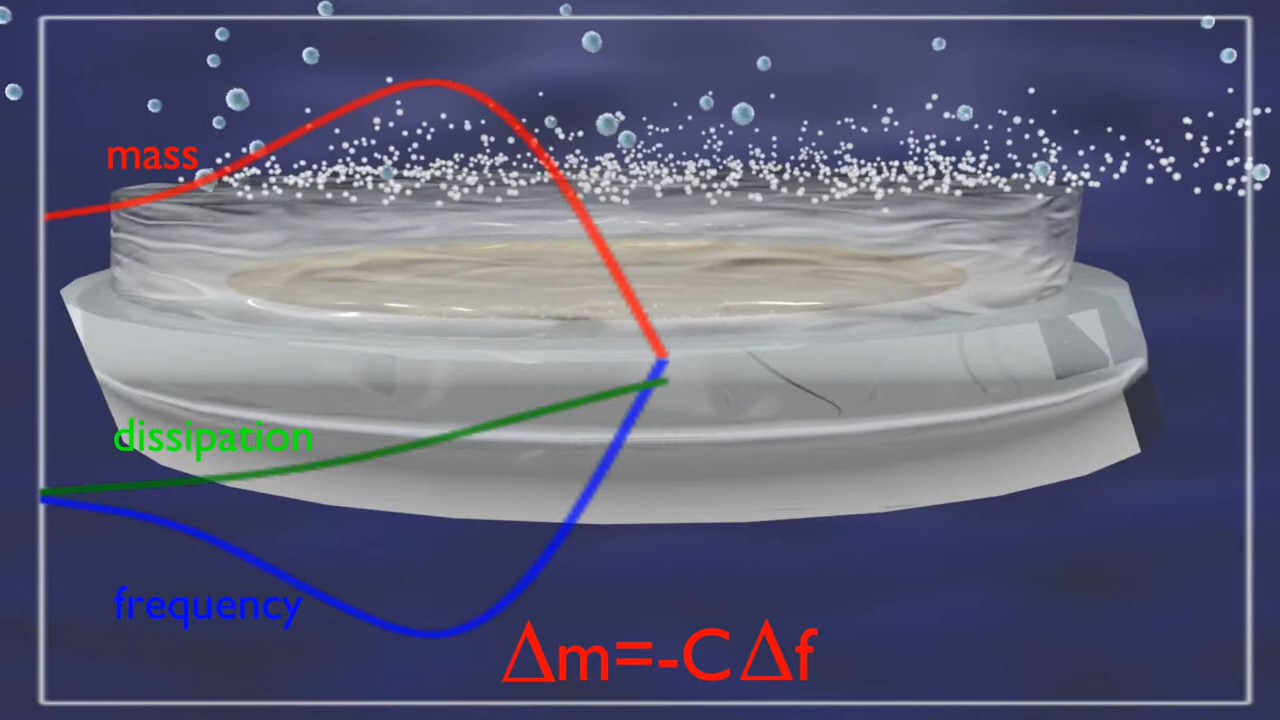 mass
dissipation
frequency
Δm=-CΔf